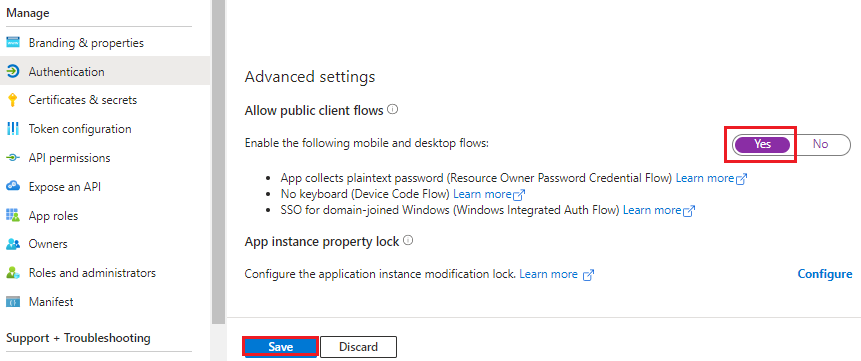 Manage
Branding & properties
Authentication
Certificates & secrets
Token configuration
API permissions
Expose an API
App roles
Owners
Roles and administrators
Manifest
Support + Troubleshooting
Advanced settings
Allow public client flows
Enable the following mobile and desktop flows:
Yes
No
App collects plaintext password (Resource Owner Password Credential Flow) Learn more
No keyboard (Device Code Flow) Learn more
SSO for domain-joined Windows (Windows Integrated Auth Flow) Learn more
App instance property lock
Configure the application instance modification lock. Learn more
Configure
Save
Discard